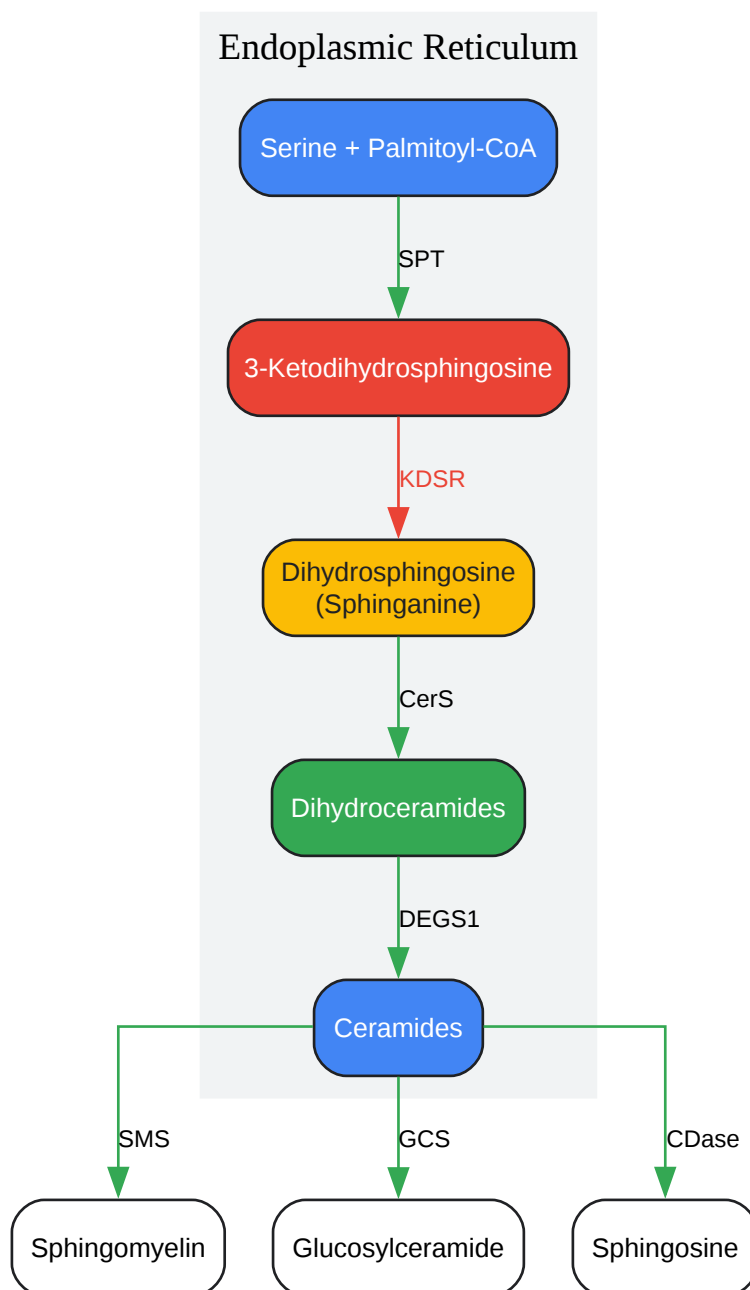 Endoplasmic Reticulum
Serine + Palmitoyl-CoA
SPT
3-Ketodihydrosphingosine
KDSR
Dihydrosphingosine
(Sphinganine)
CerS
Dihydroceramides
DEGS1
Ceramides
SMS
GCS
CDase
Sphingomyelin
Glucosylceramide
Sphingosine